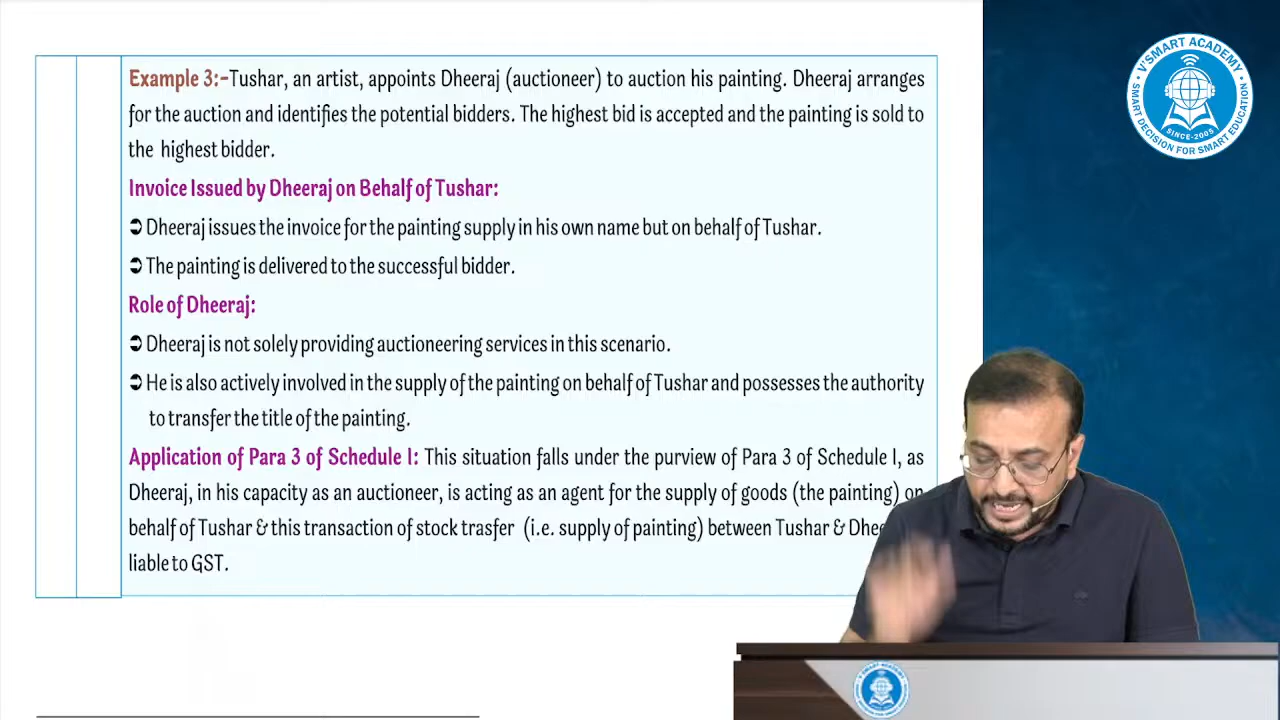 Example 3:-Tushar, an artist, appoints Dheeraj (auctioneer) to auction his painting. Dheeraj arranges
for the auction and identifies the potential bidders. The highest bid is accepted and the painting is sold to
the highest bidder.
Invoice Issued by Dheeraj on Behalf of Tushar:
➲ Dheeraj issues the invoice for the painting supply in his own name but on behalf of Tushar.
➲ The painting is delivered to the successful bidder.
Role of Dheeraj:
➲ Dheeraj is not solely providing auctioneering services in this scenario.
➲ He is also actively involved in the supply of the painting on behalf of Tushar and possesses the authority
to transfer the title of the painting.
Application of Para 3 of Schedule I: This situation falls under the purview of Para 3 of Schedule I, as
Dheeraj, in his capacity as an auctioneer, is acting as an agent for the supply of goods (the painting) on
behalf of Tushar & this transaction of stock trasfer (i.e. supply of painting) between Tushar &
liable to GST.
V'SMART ACADEMY
SINCE-2005
SMART DECISION FOR SMART EDUCATION